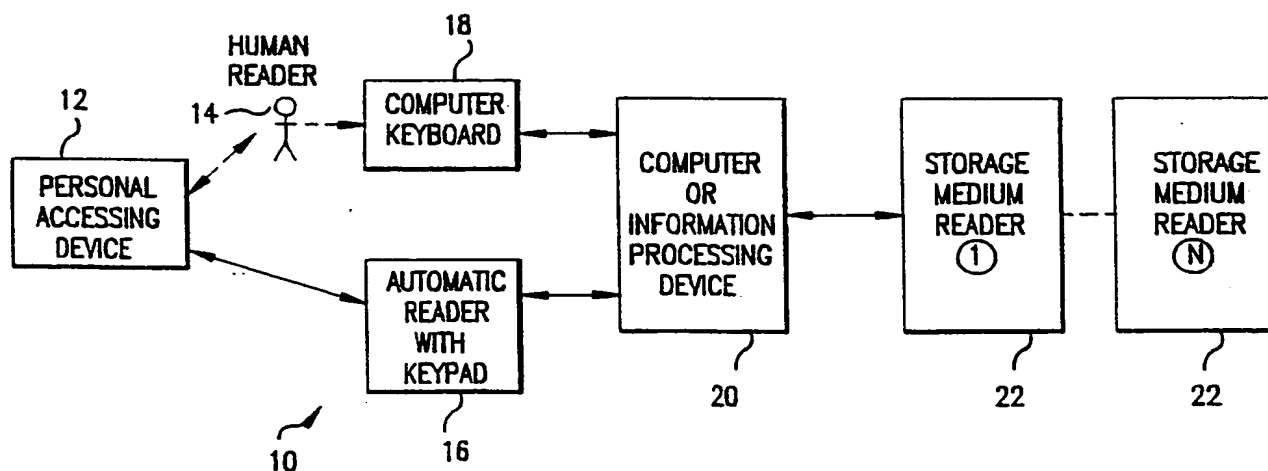 HUMAN
READER
18
12
14
COMPUTER
KEYBOARD
PERSONAL
ACCESSING
DEVICE
COMPUTER
OR
INFORMATION
PROCESSING
DEVICE
STORAGE
MEDIUM
READER
1
STORAGE
MEDIUM
READER
N
AUTOMATIC
READER
WITH
KEYPAD
10
16
20
22
22